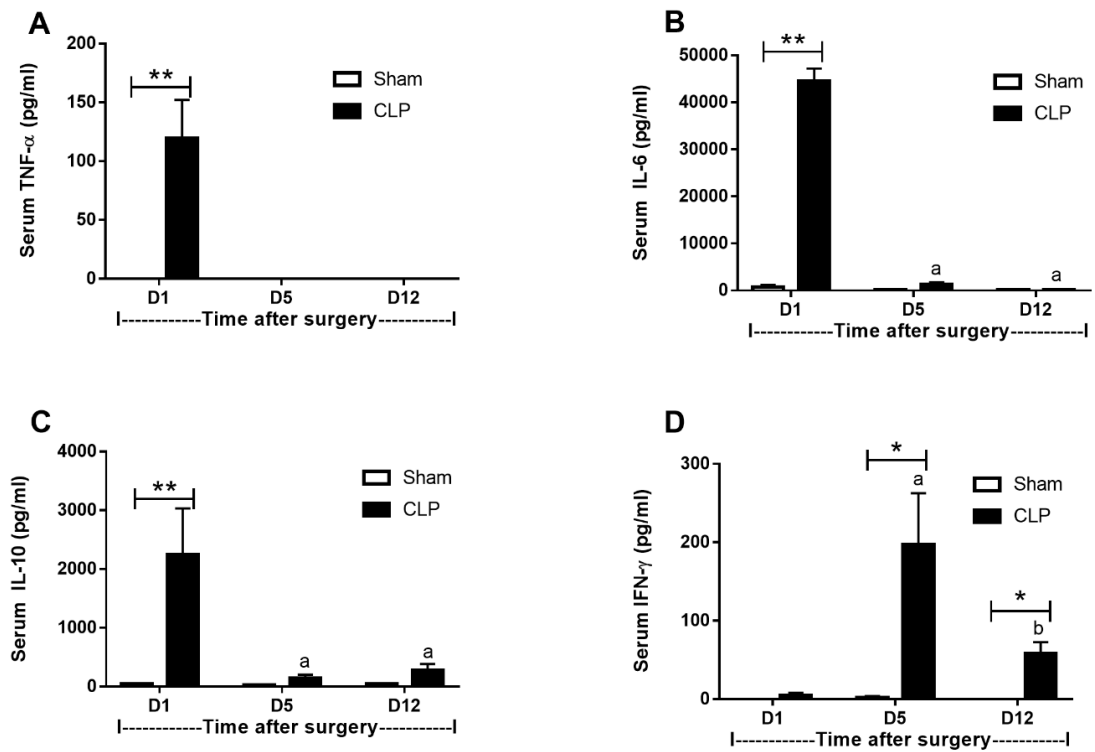 A
Serum TNF-α (pg/ml)
200
150
100
50
0
**
Sham
CLP
D1 D5 D12
I------------Time after surgery-----------I
B
Serum IL-6 (pg/ml)
50000
40000
30000
20000
10000
0
**
Sham
CLP
a
a
D1 D5 D12
I------------Time after surgery-----------I
C
Serum IL-10 (pg/ml)
4000
3000
2000
1000
0
**
Sham
CLP
a
a
D1 D5 D12
I------------Time after surgery-----------I
D
Serum IFN-γ (pg/ml)
300
200
100
0
*
a
Sham
CLP
*
b
D1 D5 D12
I------------Time after surgery-----------I